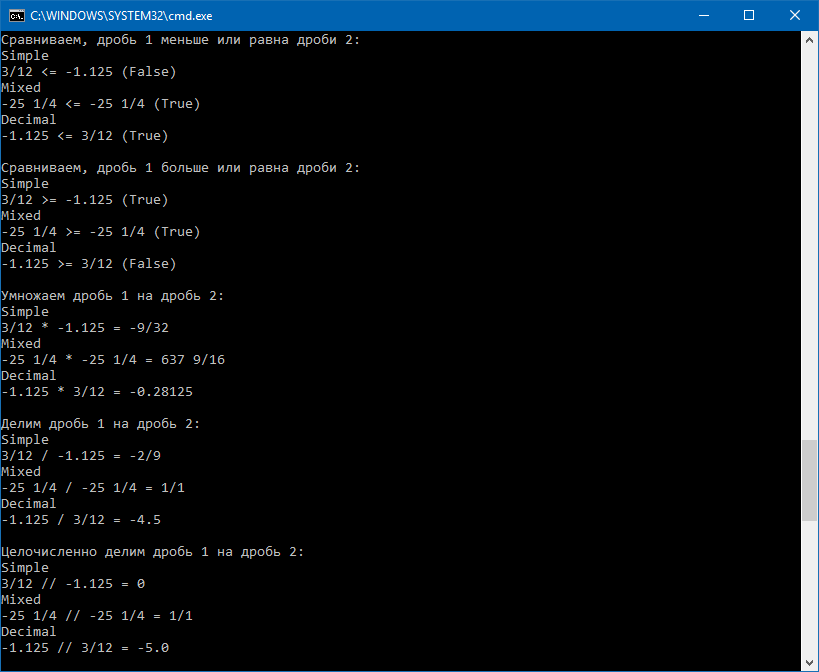 C:\WINDOWS\SYSTEM32\cmd.exe
Сравниваем, дробь 1 меньше или равна дроби 2:
Simple
3/12 <= -1.125 (False)
Mixed
-25 1/4 <= -25 1/4 (True)
Decimal
-1.125 <= 3/12 (True)

Сравниваем, дробь 1 больше или равна дроби 2:
Simple
3/12 >= -1.125 (True)
Mixed
-25 1/4 >= -25 1/4 (True)
Decimal
-1.125 >= 3/12 (False)

Умножаем дробь 1 на дробь 2:
Simple
3/12 * -1.125 = -9/32
Mixed
-25 1/4 * -25 1/4 = 637 9/16
Decimal
-1.125 * 3/12 = -0.28125

Делим дробь 1 на дробь 2:
Simple
3/12 / -1.125 = -2/9
Mixed
-25 1/4 / -25 1/4 = 1/1
Decimal
-1.125 / 3/12 = -4.5

Целочисленно делим дробь 1 на дробь 2:
Simple
3/12 // -1.125 = 0
Mixed
-25 1/4 // -25 1/4 = 1/1
Decimal
-1.125 // 3/12 = -5.0